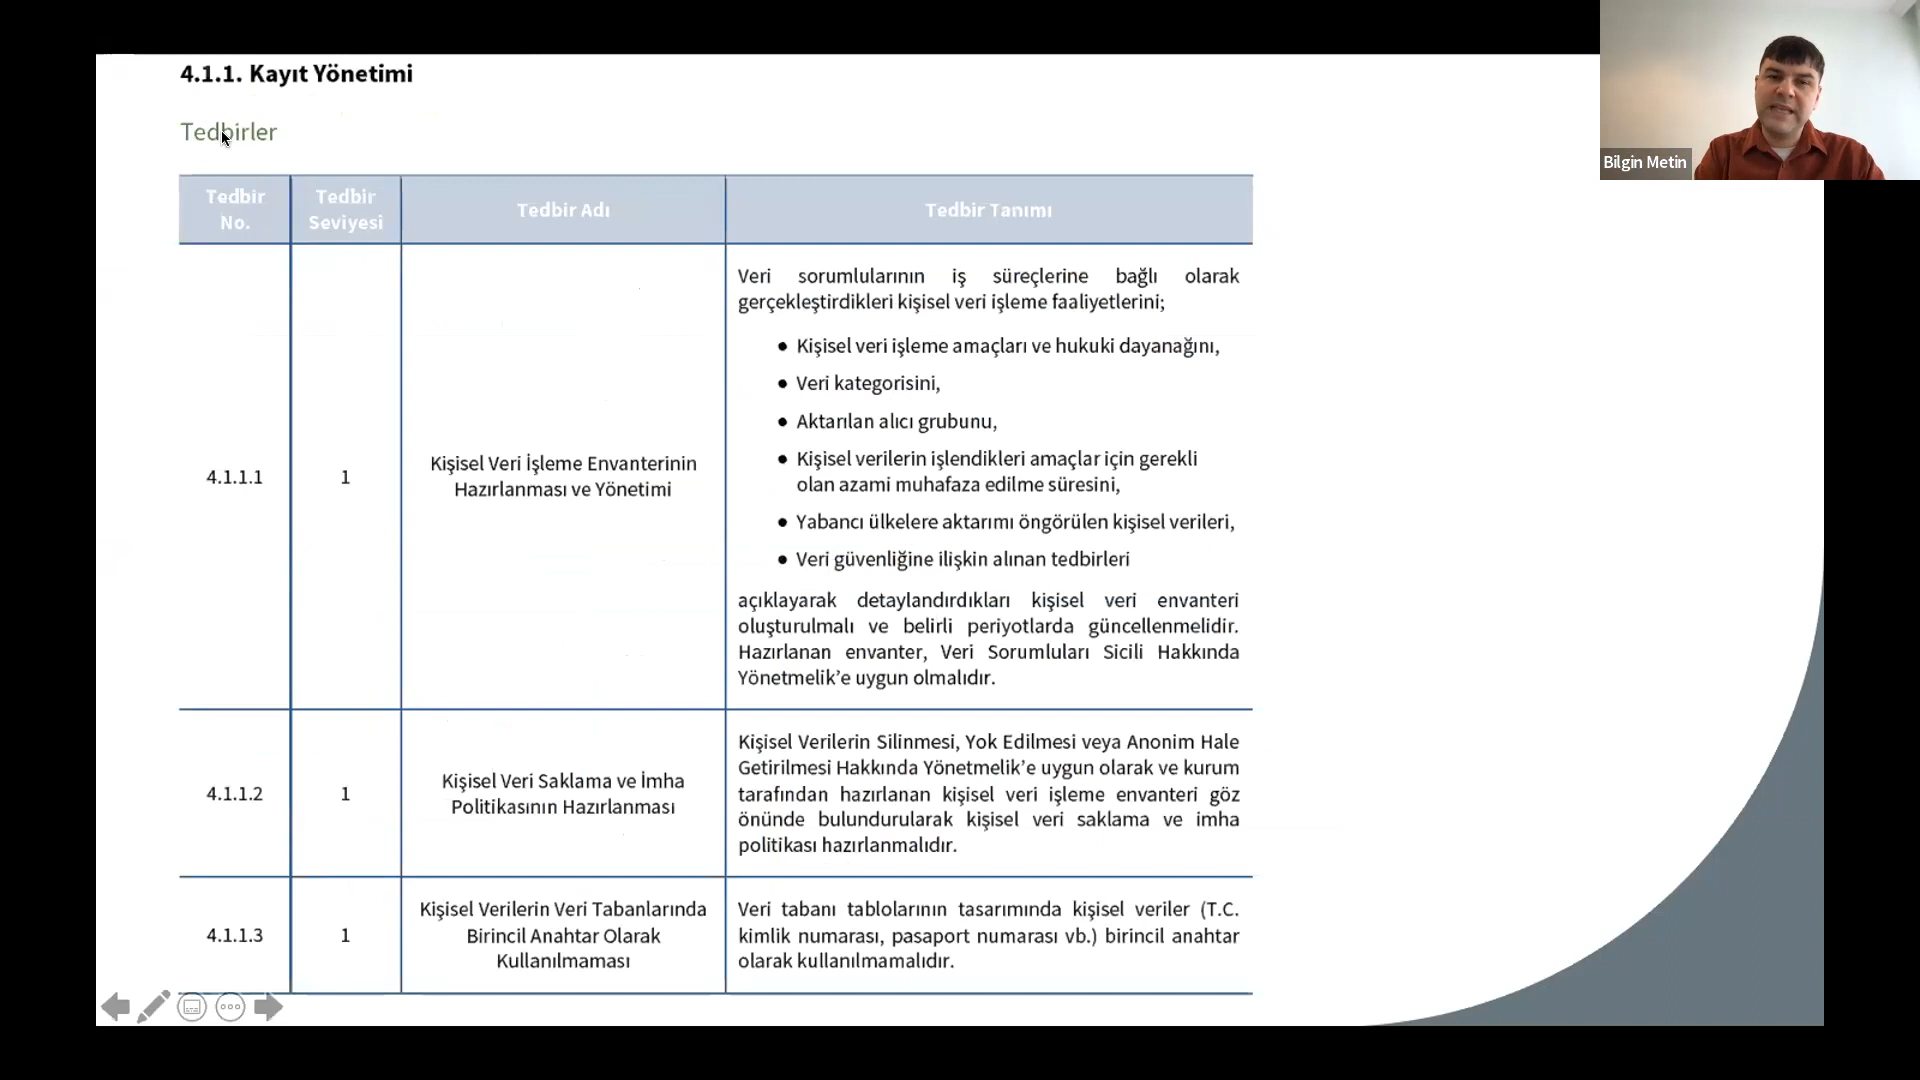 4.1.1. Kayıt Yönetimi
Bilgin Metin
Tedbirler
Tedbir
No.
Tedbir
Seviyesi
Tedbir Adı
Tedbir Tanımı
4.1.1.1
1
Kişisel Veri İşleme Envanterinin
Hazırlanması ve Yönetimi
Veri sorumlularının iş süreçlerine bağlı olarak
gerçekleştirdikleri kişisel veri işleme faaliyetlerini;
● Kişisel veri işleme amaçları ve hukuki dayanağını,
● Veri kategorisini,
● Aktarılan alıcı grubunu,
● Kişisel verilerin işlendikleri amaçlar için gerekli
olan azami muhafaza edilme süresini,
● Yabancı ülkelere aktarımı öngörülen kişisel verileri,
● Veri güvenliğine ilişkin alınan tedbirleri
açıklayarak detaylandırdıkları kişisel veri envanteri
oluşturulmalı ve belirli periyotlarda güncellenmelidir.
Hazırlanan envanter, Veri Sorumluları Sicili Hakkında
Yönetmelik’e uygun olmalıdır.
4.1.1.2
1
Kişisel Veri Saklama ve İmha
Politikasının Hazırlanması
Kişisel Verilerin Silinmesi, Yok Edilmesi veya Anonim Hale
Getirilmesi Hakkında Yönetmelik’e uygun olarak ve kurum
tarafından hazırlanan kişisel veri işleme envanteri göz
önünde bulundurularak kişisel veri saklama ve imha
politikası hazırlanmalıdır.
4.1.1.3
1
Kişisel Verilerin Veri Tabanlarında
Birincil Anahtar Olarak
Kullanılmaması
Veri tabanı tablolarının tasarımında kişisel veriler (T.C.
kimlik numarası, pasaport numarası vb.) birincil anahtar
olarak kullanılmamalıdır.